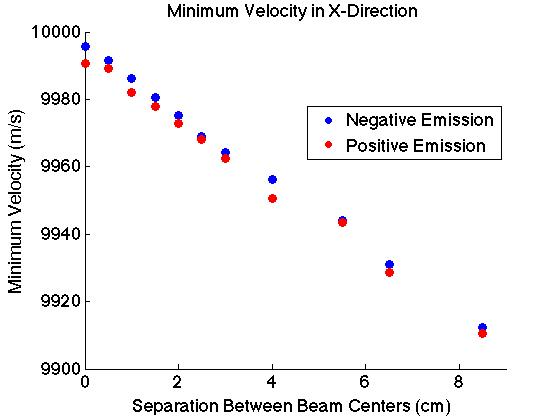 Minimum Velocity in X-Direction
10000
9980
9960
9940
9920
9900
Minimum Velocity (m/s)
Negative Emission
Positive Emission
0 2 4 6 8
Separation Between Beam Centers (cm)